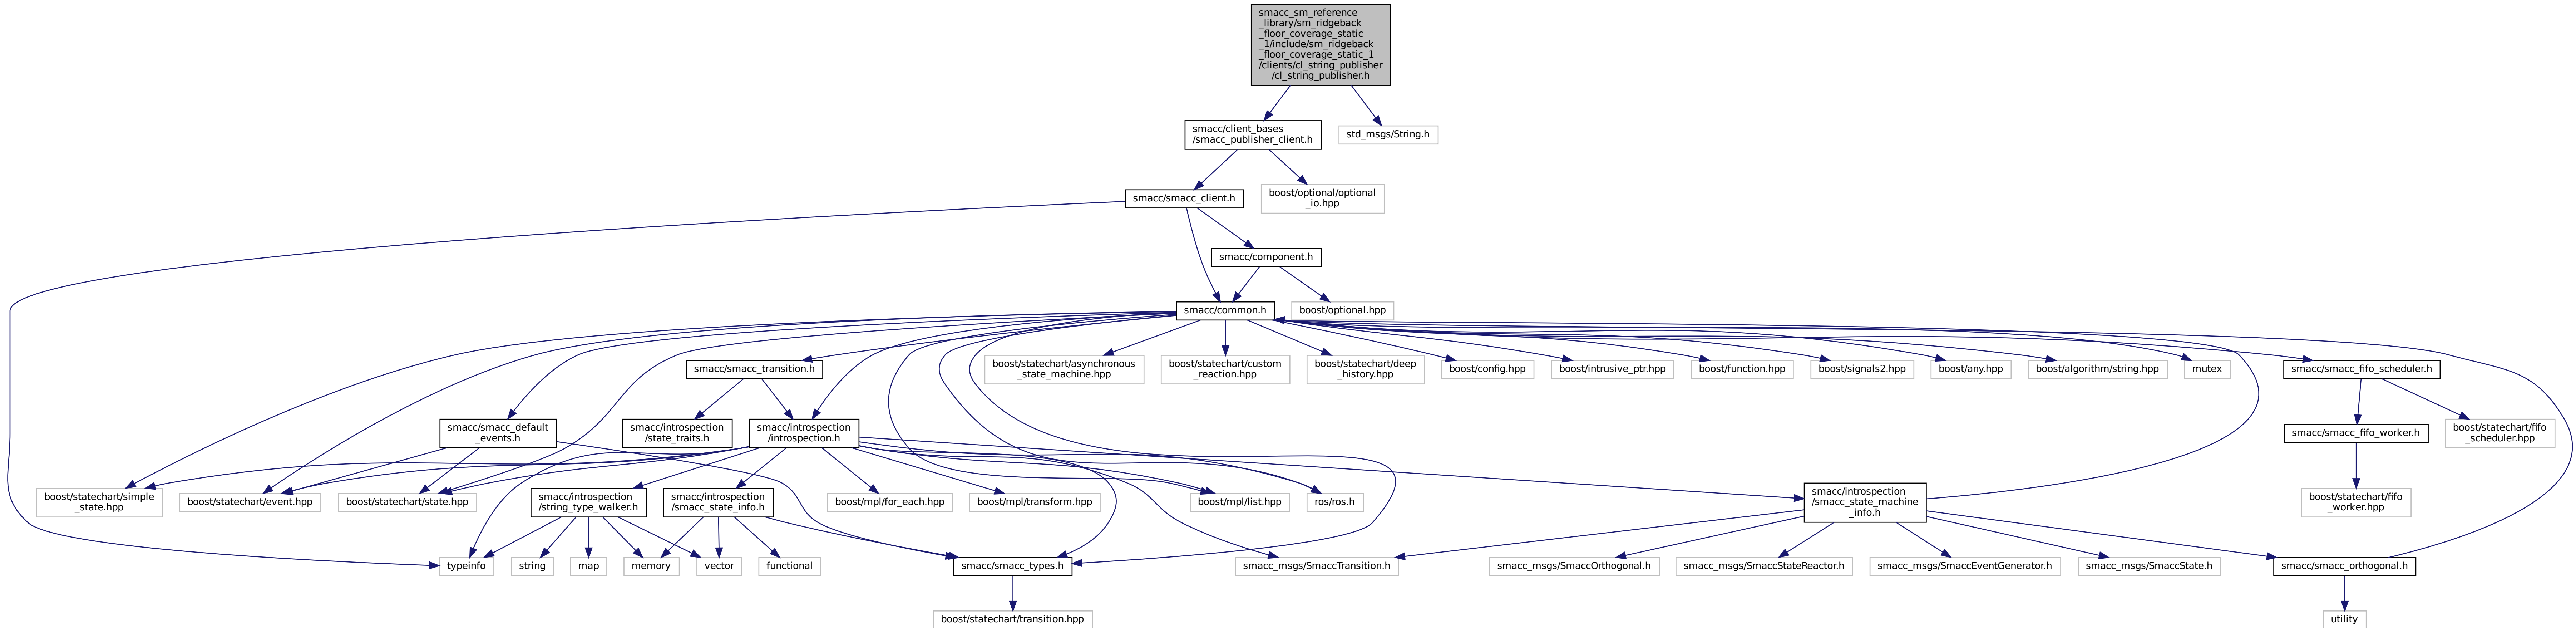 smacc_sm_reference
_library/sm_ridgeback
_floor_coverage_static
_1/include/sm_ridgeback
_floor_coverage_static_1
/clients/cl_string_publisher
/cl_string_publisher.h
smacc/client_bases
/smacc_publisher_client.h
std_msgs/String.h
smacc/smacc_client.h
boost/optional/optional
_io.hpp
smacc/component.h
smacc/common.h
boost/optional.hpp
smacc/smacc_transition.h
boost/statechart/asynchronous
_state_machine.hpp
boost/statechart/custom
_reaction.hpp
boost/statechart/deep
_history.hpp
boost/config.hpp
boost/intrusive_ptr.hpp
boost/function.hpp
boost/signals2.hpp
boost/any.hpp
boost/algorithm/string.hpp
mutex
smacc/smacc_fifo_scheduler.h
smacc/smacc_default
_events.h
smacc/introspection
/state_traits.h
smacc/introspection
/introspection.h
smacc/smacc_fifo_worker.h
boost/statechart/fifo
_scheduler.hpp
boost/statechart/simple
_state.hpp
boost/statechart/event.hpp
boost/statechart/state.hpp
smacc/introspection
/string_type_walker.h
smacc/introspection
/smacc_state_info.h
boost/mpl/for_each.hpp
boost/mpl/transform.hpp
boost/mpl/list.hpp
ros/ros.h
smacc/introspection
/smacc_state_machine
_info.h
boost/statechart/fifo
_worker.hpp
typeinfo
string
map
memory
vector
functional
smacc/smacc_types.h
smacc_msgs/SmaccTransition.h
smacc_msgs/SmaccOrthogonal.h
smacc_msgs/SmaccStateReactor.h
smacc_msgs/SmaccEventGenerator.h
smacc_msgs/SmaccState.h
smacc/smacc_orthogonal.h
boost/statechart/transition.hpp
utility